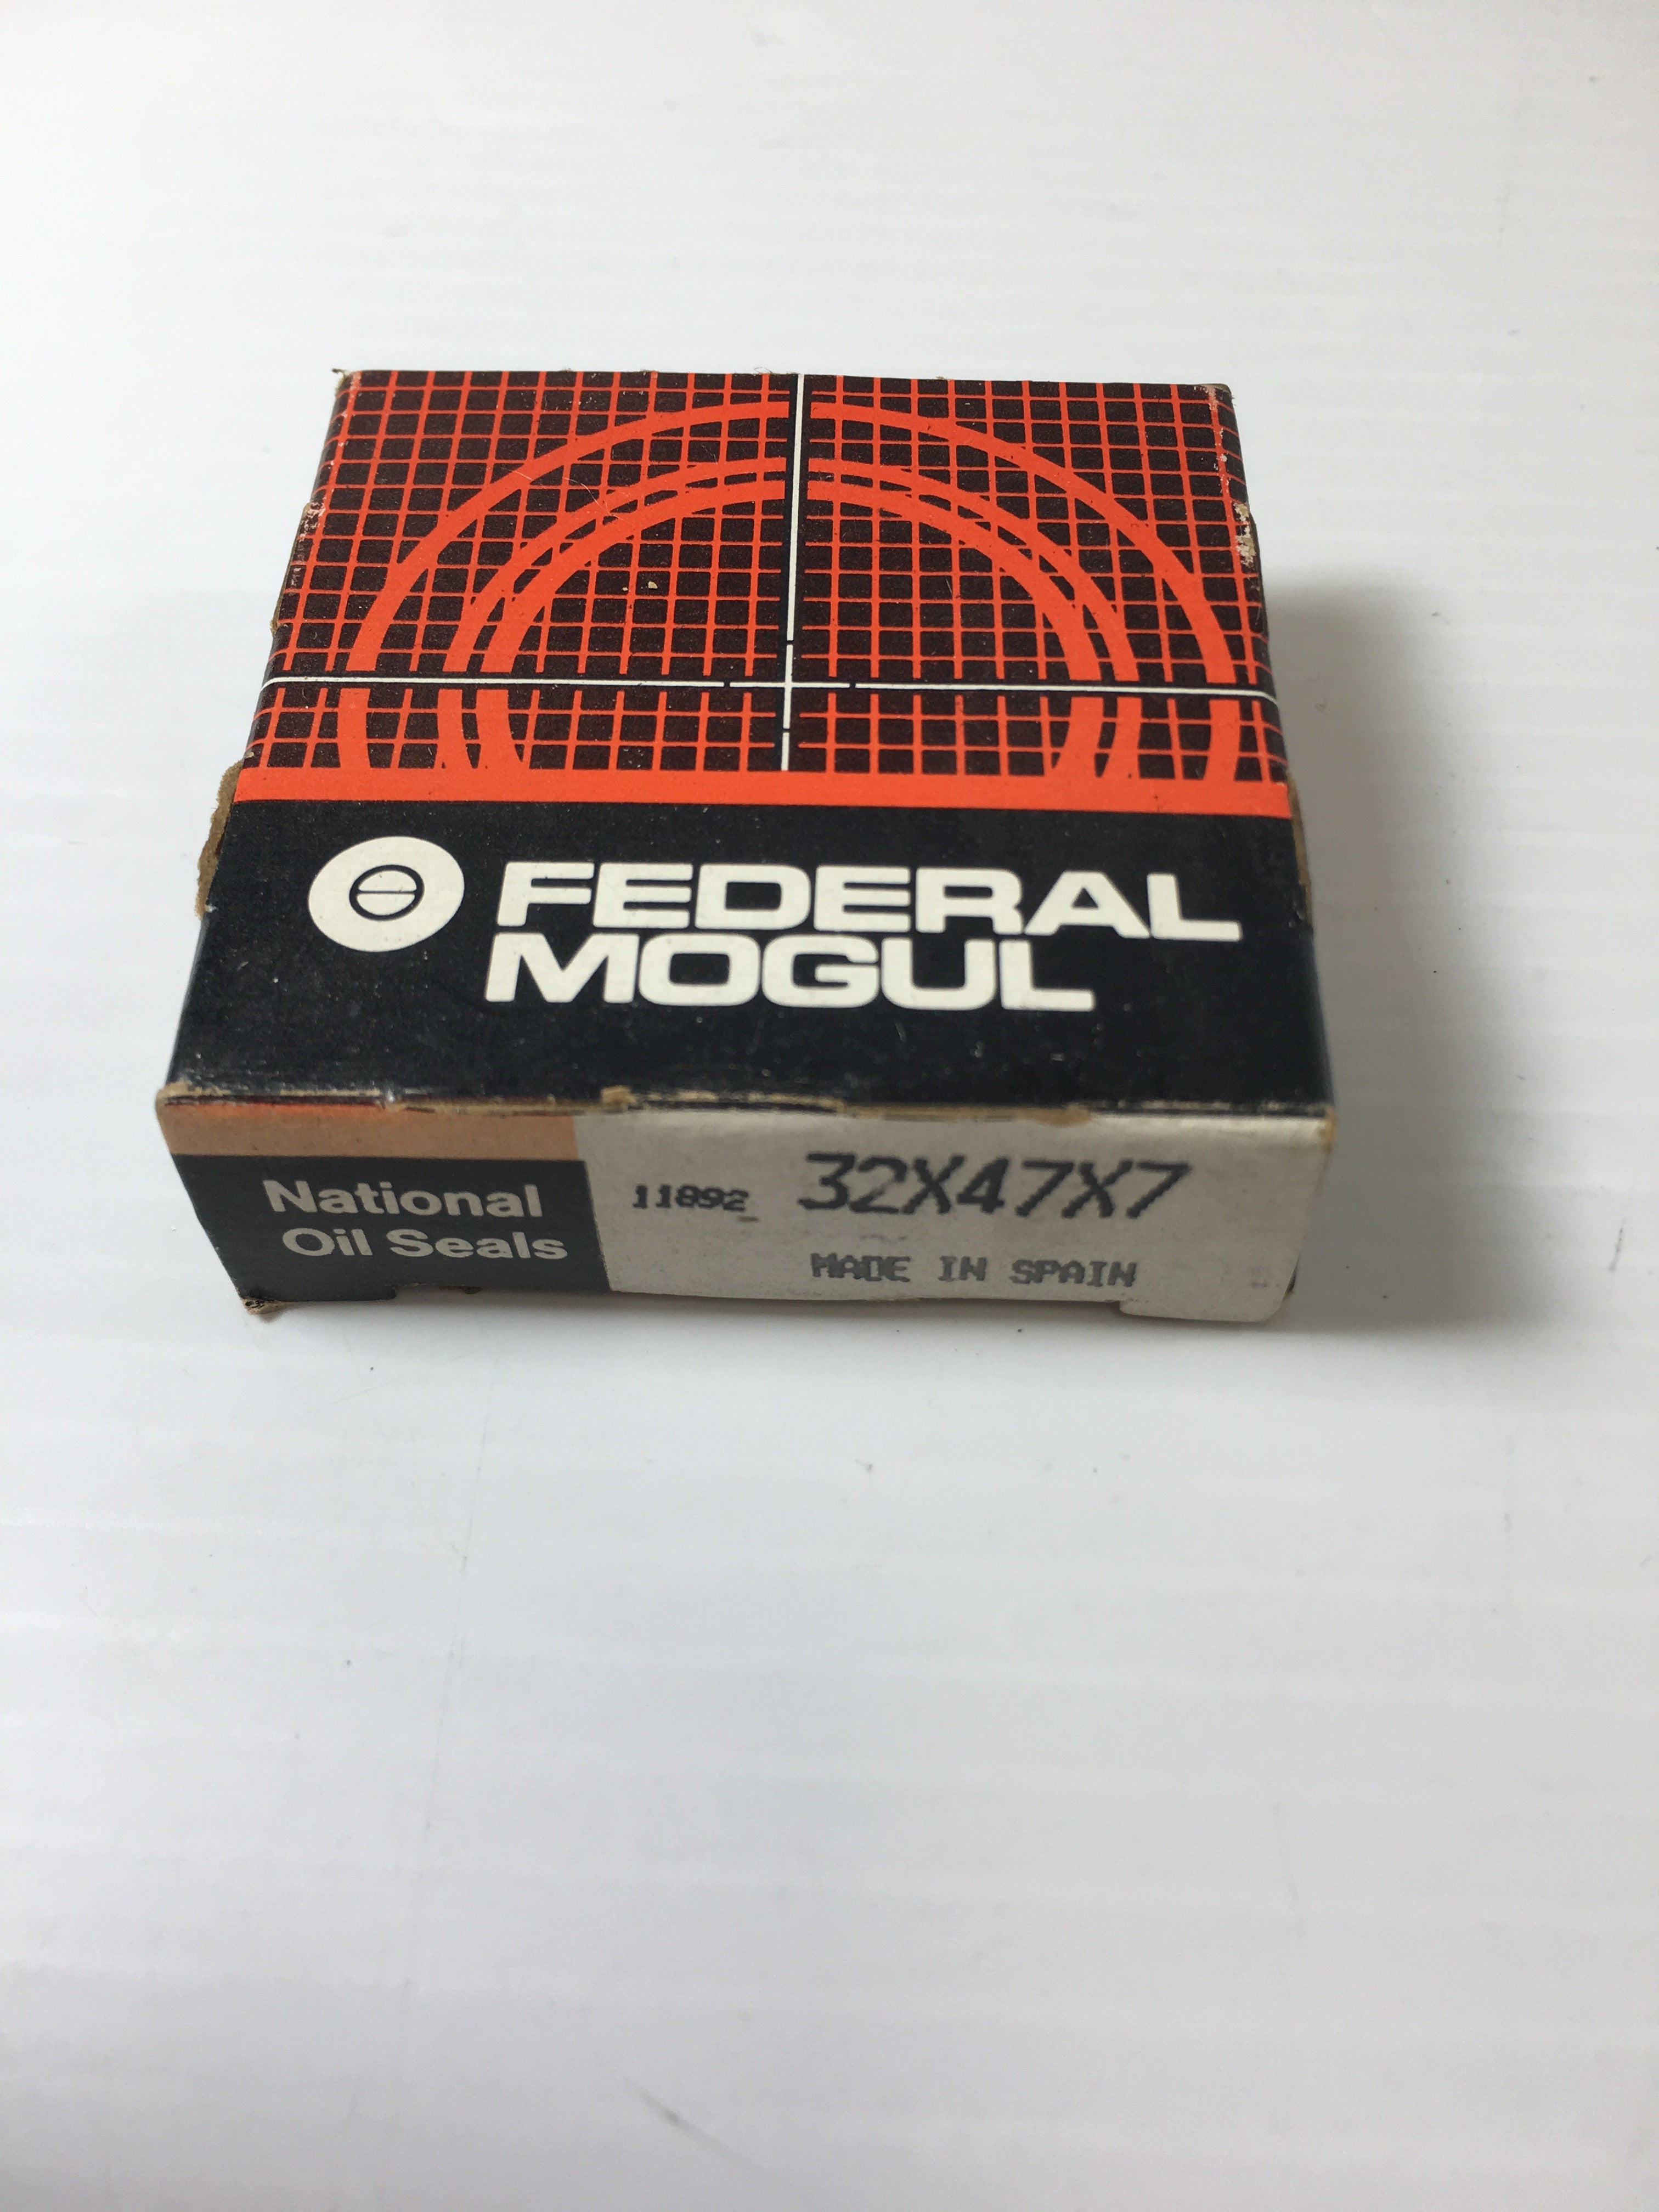 FEDERAL
MOGUL
National
Oil Seals
11892 32X47X7
MADE IN SPAIN